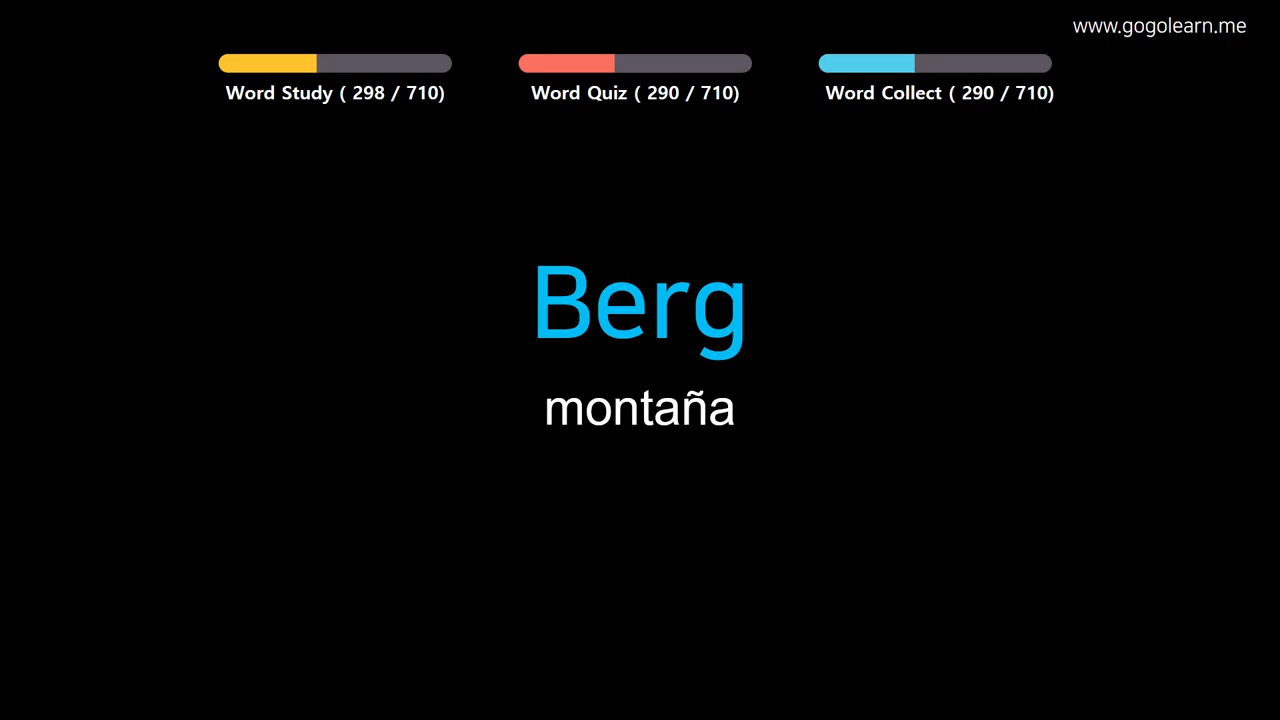 www.gogolearn.me
Word Study ( 298 / 710)
Word Quiz ( 290 / 710)
Word Collect ( 290 / 710)
Berg
montaña